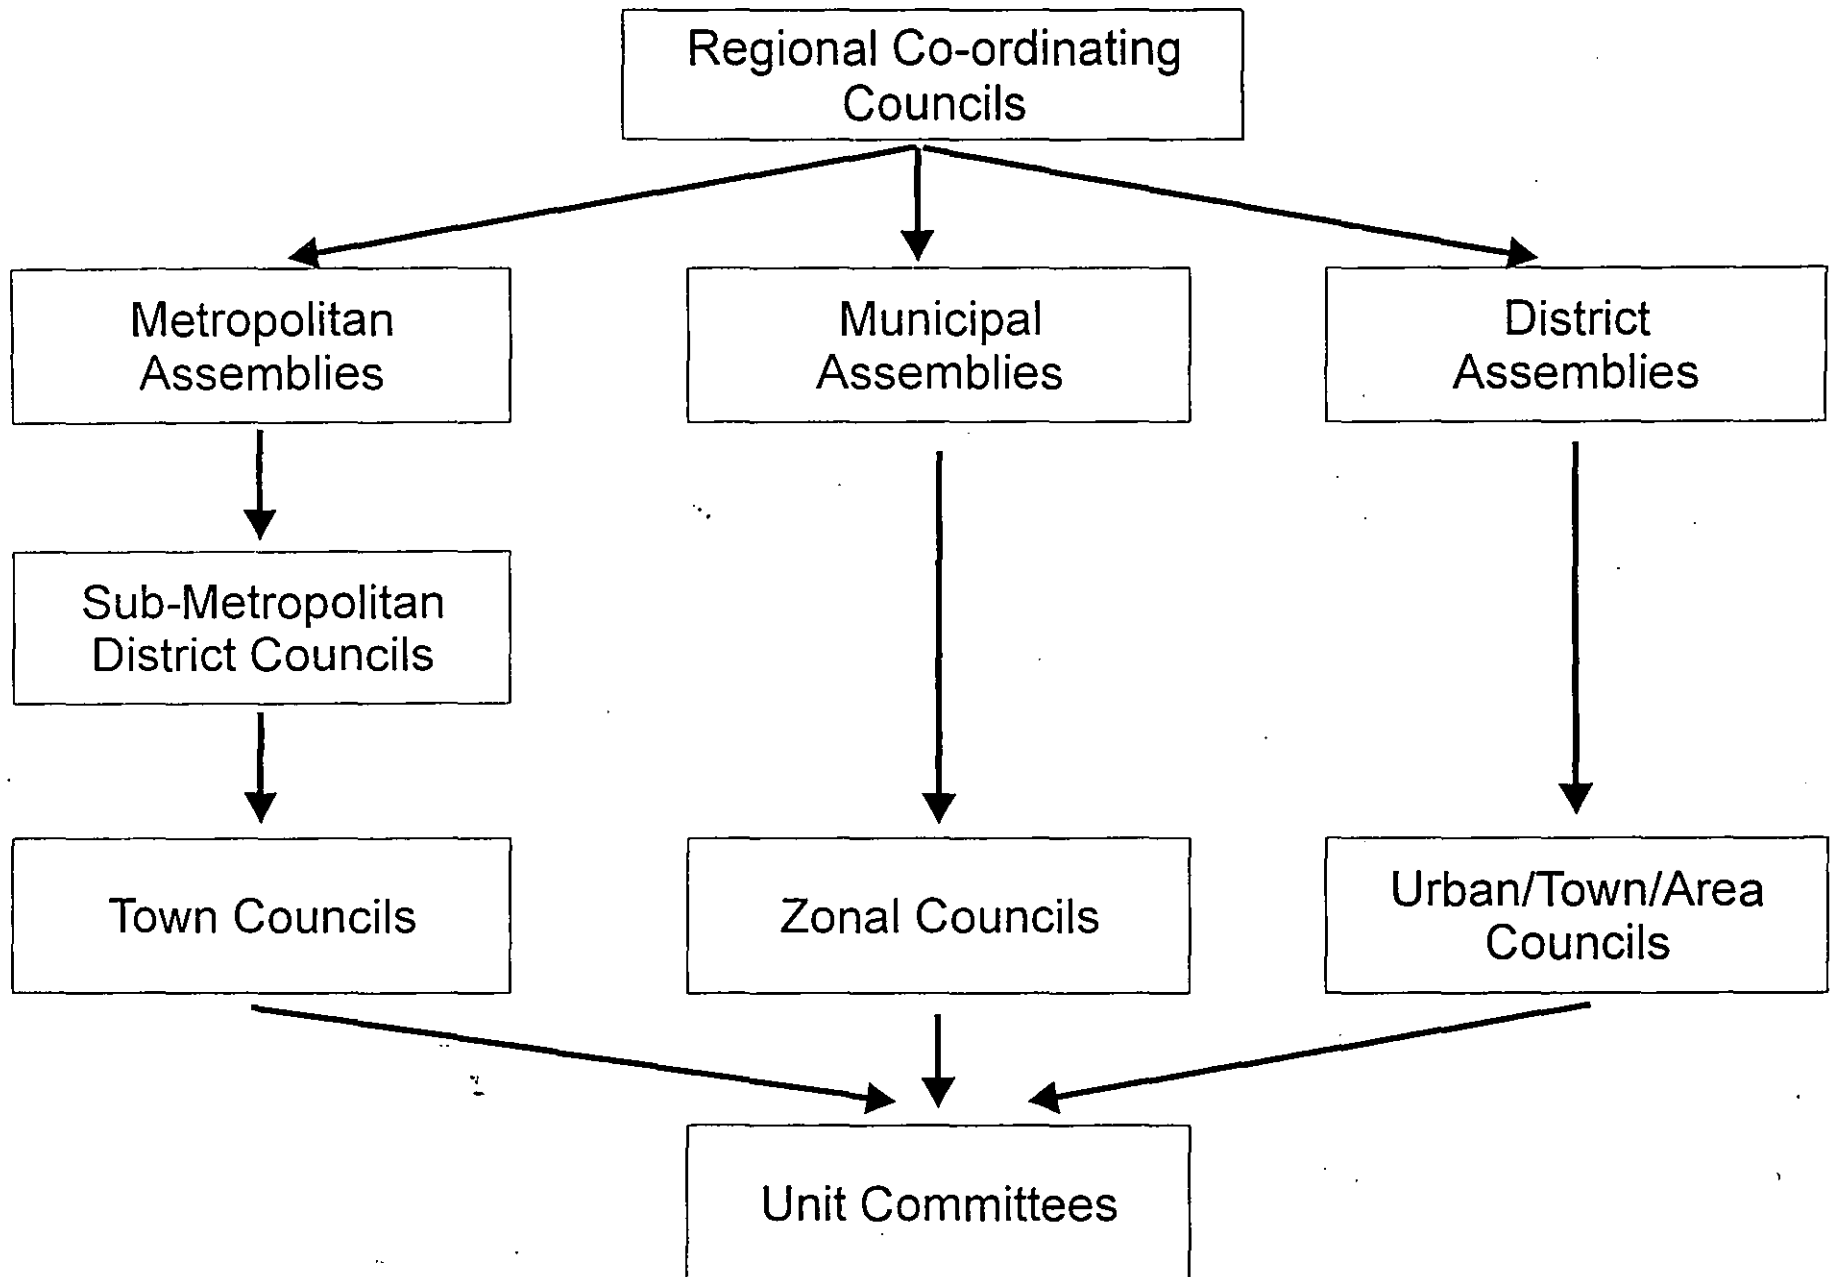 Regional Co-ordinating
Councils
Metropolitan
Assemblies
Municipal
Assemblies
District
Assemblies
Sub-Metropolitan
District Councils
Town Councils
Zonal Councils
Urban/Town/Area
Councils
Unit Committees